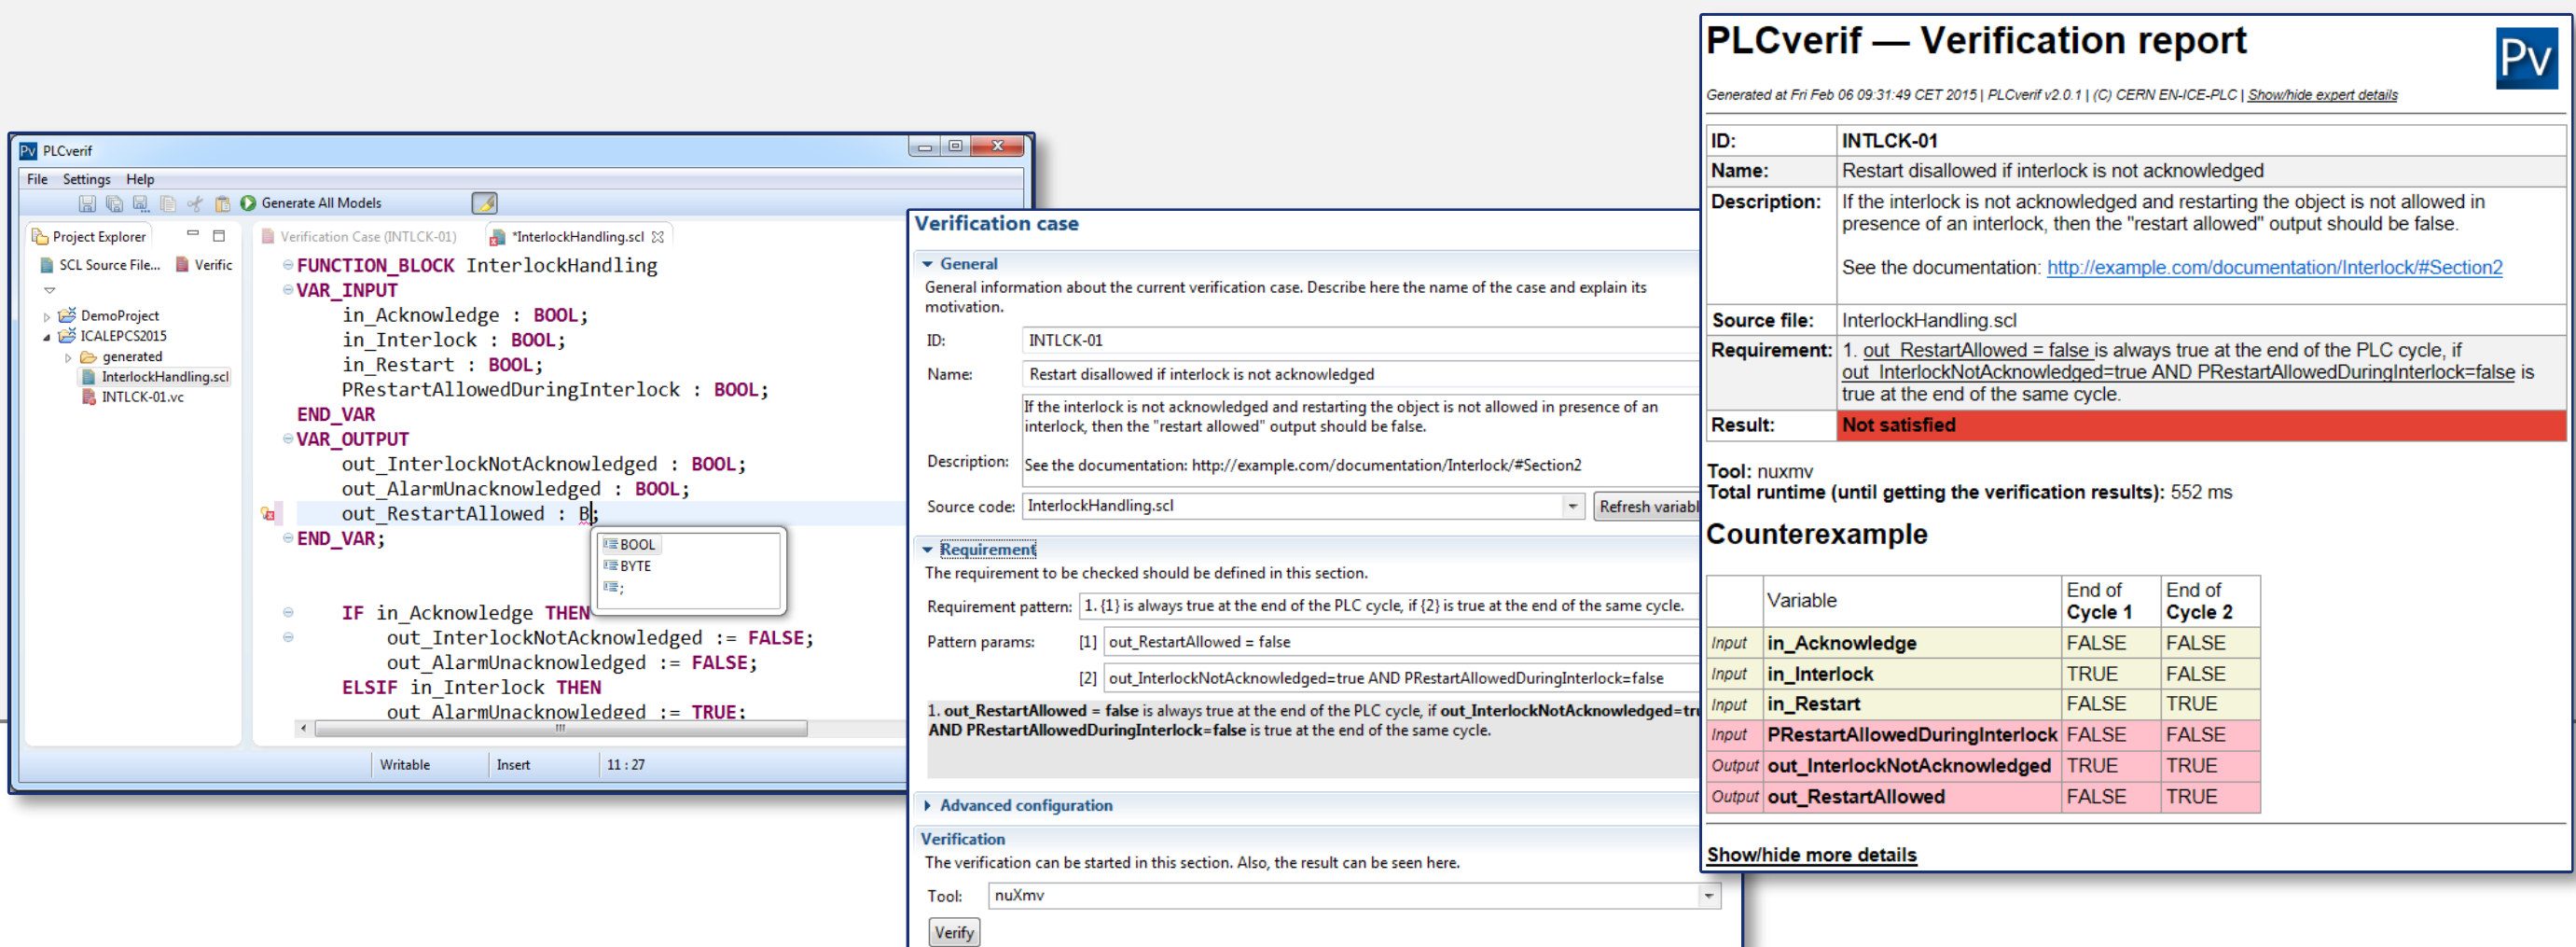 PLCverif
File Settings Help
Generate All Models
Project Explorer
SCL Source File... Verific
DemoProject
ICALEPCS2015
generated
InterlockHandling.scl
INTLCK-01.vc
Verification Case (INTLCK-01) *InterlockHandling.scl
FUNCTION_BLOCK InterlockHandling
VAR_INPUT
in_Acknowledge : BOOL;
in_Interlock : BOOL;
in_Restart : BOOL;
PRestartAllowedDuringInterlock : BOOL;
END_VAR
VAR_OUTPUT
out_InterlockNotAcknowledged : BOOL;
out_AlarmUnacknowledged : BOOL;
out_RestartAllowed : B;
END_VAR;
BOOL
BYTE
;
IF in_Acknowledge THEN
out_InterlockNotAcknowledged := FALSE;
out_AlarmUnacknowledged := FALSE;
ELSIF in_Interlock THEN
out_AlarmUnacknowledged := TRUE;
Writable Insert 11 : 27
Verification case
General
General information about the current verification case. Describe here the name of the case and explain its
motivation.
ID: INTLCK-01
Name: Restart disallowed if interlock is not acknowledged
If the interlock is not acknowledged and restarting the object is not allowed in presence of an
interlock, then the "restart allowed" output should be false.
Description: See the documentation: http://example.com/documentation/Interlock/#Section2
Source code: InterlockHandling.scl Refresh variabl
Requirement
The requirement to be checked should be defined in this section.
Requirement pattern: 1. {1} is always true at the end of the PLC cycle, if {2} is true at the end of the same cycle.
Pattern params: [1] out_RestartAllowed = false
[2] out_InterlockNotAcknowledged=true AND PRestartAllowedDuringInterlock=false
1. out_RestartAllowed = false is always true at the end of the PLC cycle, if out_InterlockNotAcknowledged=tru
AND PRestartAllowedDuringInterlock=false is true at the end of the same cycle.
Advanced configuration
Verification
The verification can be started in this section. Also, the result can be seen here.
Tool: nuXmv
Verify
PLCverif — Verification report
Pv
Generated at Fri Feb 06 09:31:49 CET 2015 | PLCverif v2.0.1 | (C) CERN EN-ICE-PLC | Show/hide expert details
ID: INTLCK-01
Name: Restart disallowed if interlock is not acknowledged
Description: If the interlock is not acknowledged and restarting the object is not allowed in
presence of an interlock, then the "restart allowed" output should be false.
See the documentation: http://example.com/documentation/Interlock/#Section2
Source file: InterlockHandling.scl
Requirement: 1. out_RestartAllowed = false is always true at the end of the PLC cycle, if
out_InterlockNotAcknowledged=true AND PRestartAllowedDuringInterlock=false is
true at the end of the same cycle.
Result: Not satisfied
Tool: nuxmv
Total runtime (until getting the verification results): 552 ms
Counterexample
Variable End of Cycle 1 End of Cycle 2
Input in_Acknowledge FALSE FALSE
Input in_Interlock TRUE FALSE
Input in_Restart FALSE TRUE
Input PRestartAllowedDuringInterlock FALSE FALSE
Output out_InterlockNotAcknowledged TRUE TRUE
Output out_RestartAllowed FALSE TRUE
Show/hide more details